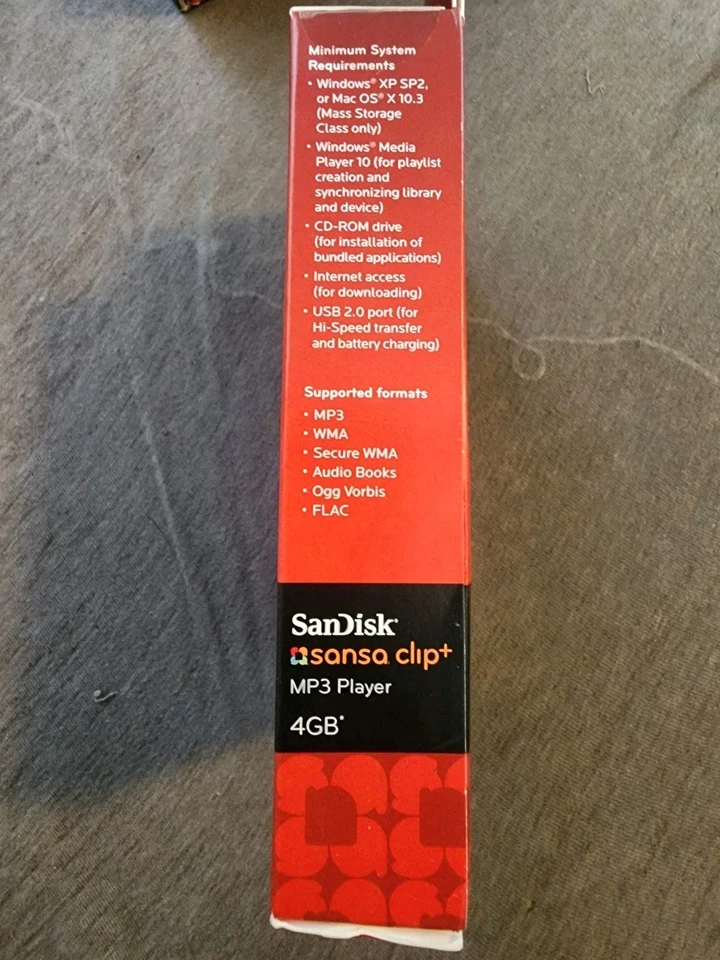 Minimum System
Requirements
• Windows® XP SP2,
or Mac OS® X 10.3
(Mass Storage
Class only)
• Windows® Media
Player 10 (for playlist
creation and
synchronizing library
and device)
• CD-ROM drive
(for installation of
bundled applications)
• Internet access
(for downloading)
• USB 2.0 port (for
Hi-Speed transfer
and battery charging)
Supported formats
• MP3
• WMA
• Secure WMA
• Audio Books
• Ogg Vorbis
• FLAC
SanDisk®
sansa clip+
MP3 Player
4GB*